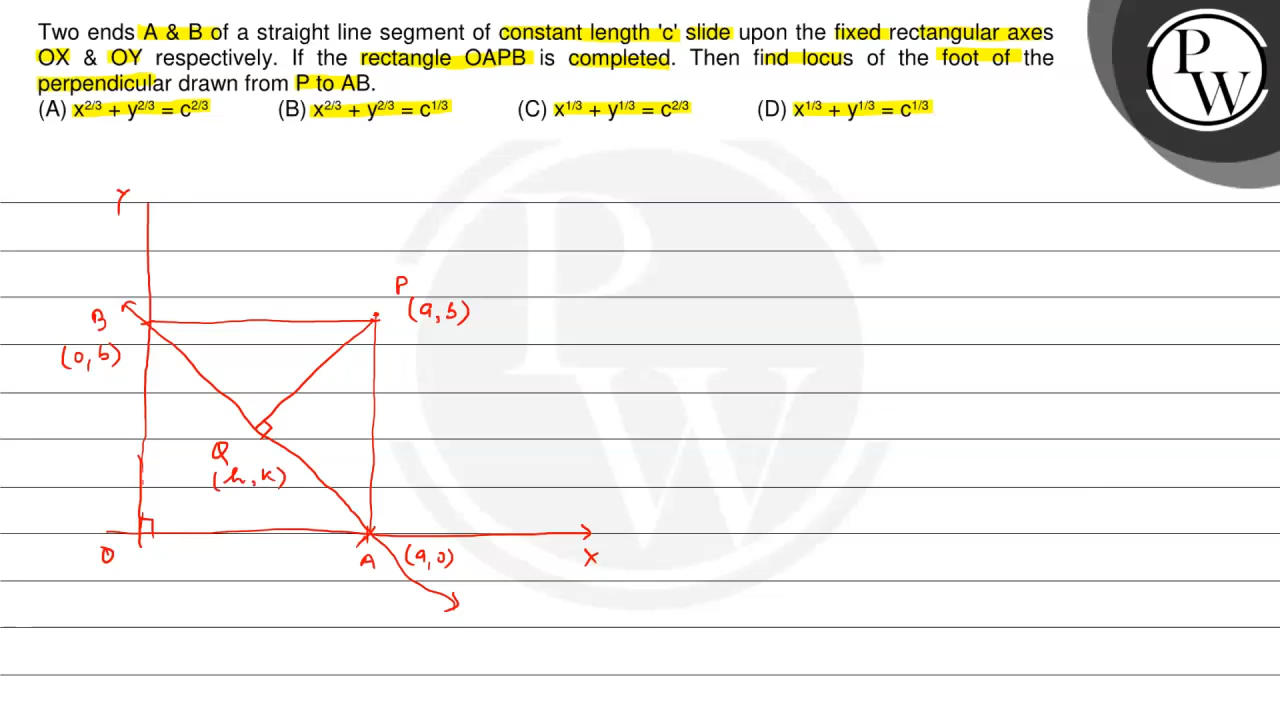 Two ends A & B of a straight line segment of constant length 'c' slide upon the fixed rectangular axes
OX & OY respectively. If the rectangle OAPB is completed. Then find locus of the foot of the
perpendicular drawn from P to AB.
(A) x^{2/3} + y^{2/3} = c^{2/3} (B) x^{2/3} + y^{2/3} = c^{1/3} (C) x^{1/3} + y^{1/3} = c^{2/3} (D) x^{1/3} + y^{1/3} = c^{1/3}
P
W
Y
P
(a, b)
B
(0, b)
Q
(h, k)
O
A
(a, 0)
X
P
W